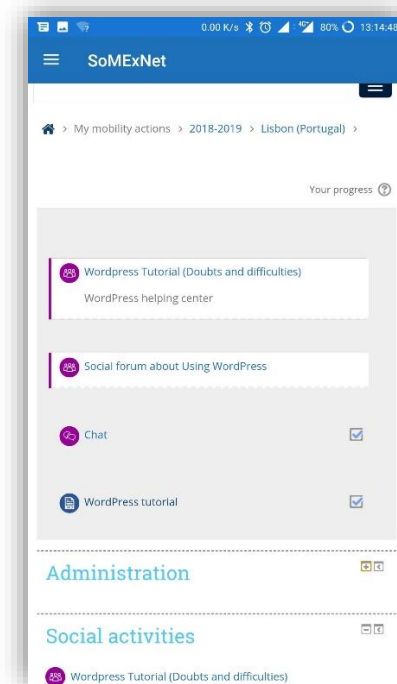 0.00 K/s 4G 80% 13:14:48
SoMExNet
> My mobility actions > 2018-2019 > Lisbon (Portugal) >
Your progress
Wordpress Tutorial (Doubts and difficulties)
WordPress helping center
Social forum about Using WordPress
Chat
WordPress tutorial
Administration
Social activities
Wordpress Tutorial (Doubts and difficulties)